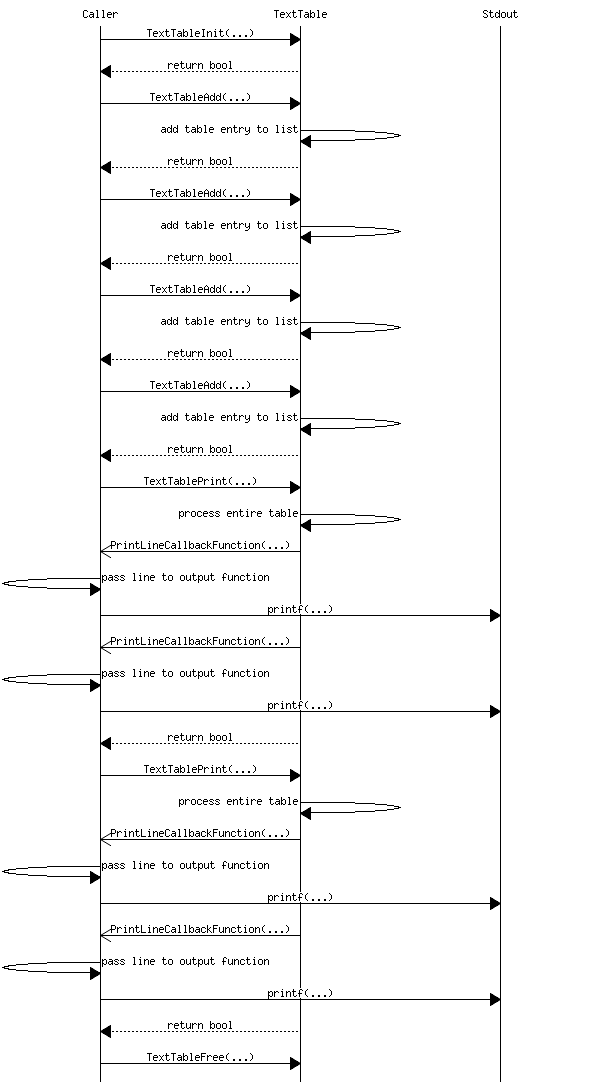 Caller TextTable Stdout
TextTableInit(...)
return bool
TextTableAdd(...)
add table entry to list
return bool
TextTableAdd(...)
add table entry to list
return bool
TextTableAdd(...)
add table entry to list
return bool
TextTableAdd(...)
add table entry to list
return bool
TextTablePrint(...)
process entire table
PrintLineCallbackFunction(...)
pass line to output function
printf(...)
PrintLineCallbackFunction(...)
pass line to output function
printf(...)
return bool
TextTablePrint(...)
process entire table
PrintLineCallbackFunction(...)
pass line to output function
printf(...)
PrintLineCallbackFunction(...)
pass line to output function
printf(...)
return bool
TextTableFree(...)